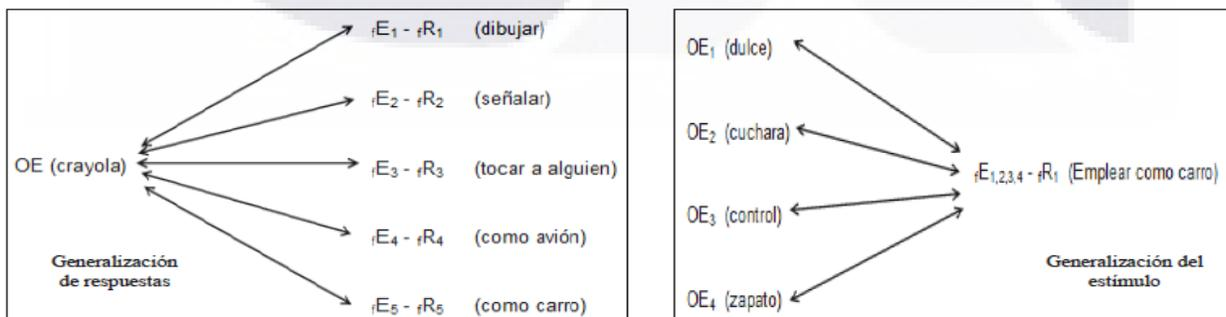 fE1 - fR1 (dibujar)
fE2 - fR2 (señalar)
OE (crayola)
fE3 - fR3 (tocar a alguien)
fE4 - fR4 (como avión)
Generalización
de respuestas
fE5 - fR5 (como carro)
OE1 (dulce)
OE2 (cuchara)
fE1,2,3,4 - fR1 (Emplear como carro)
OE3 (control)
Generalización del
estímulo
OE4 (zapato)